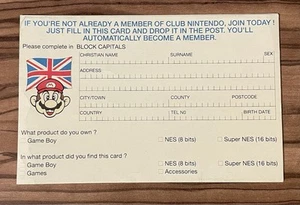 IF YOU'RE NOT ALREADY A MEMBER OF CLUB NINTENDO, JOIN TODAY !
JUST FILL IN THIS CARD AND DROP IT IN THE POST. YOU'LL
AUTOMATICALLY BECOME A MEMBER.
Please complete in BLOCK CAPITALS
CHRISTIAN NAME SURNAME SEX
ADDRESS
CITY/TOWN COUNTY POSTCODE
COUNTRY TEL NO BIRTH DATE
What product do you own ?
Game Boy NES (8 bits) Super NES (16 bits)
In what product did you find this card ?
Game Boy NES (8 bits) Super NES (16 bits)
Games Accessories